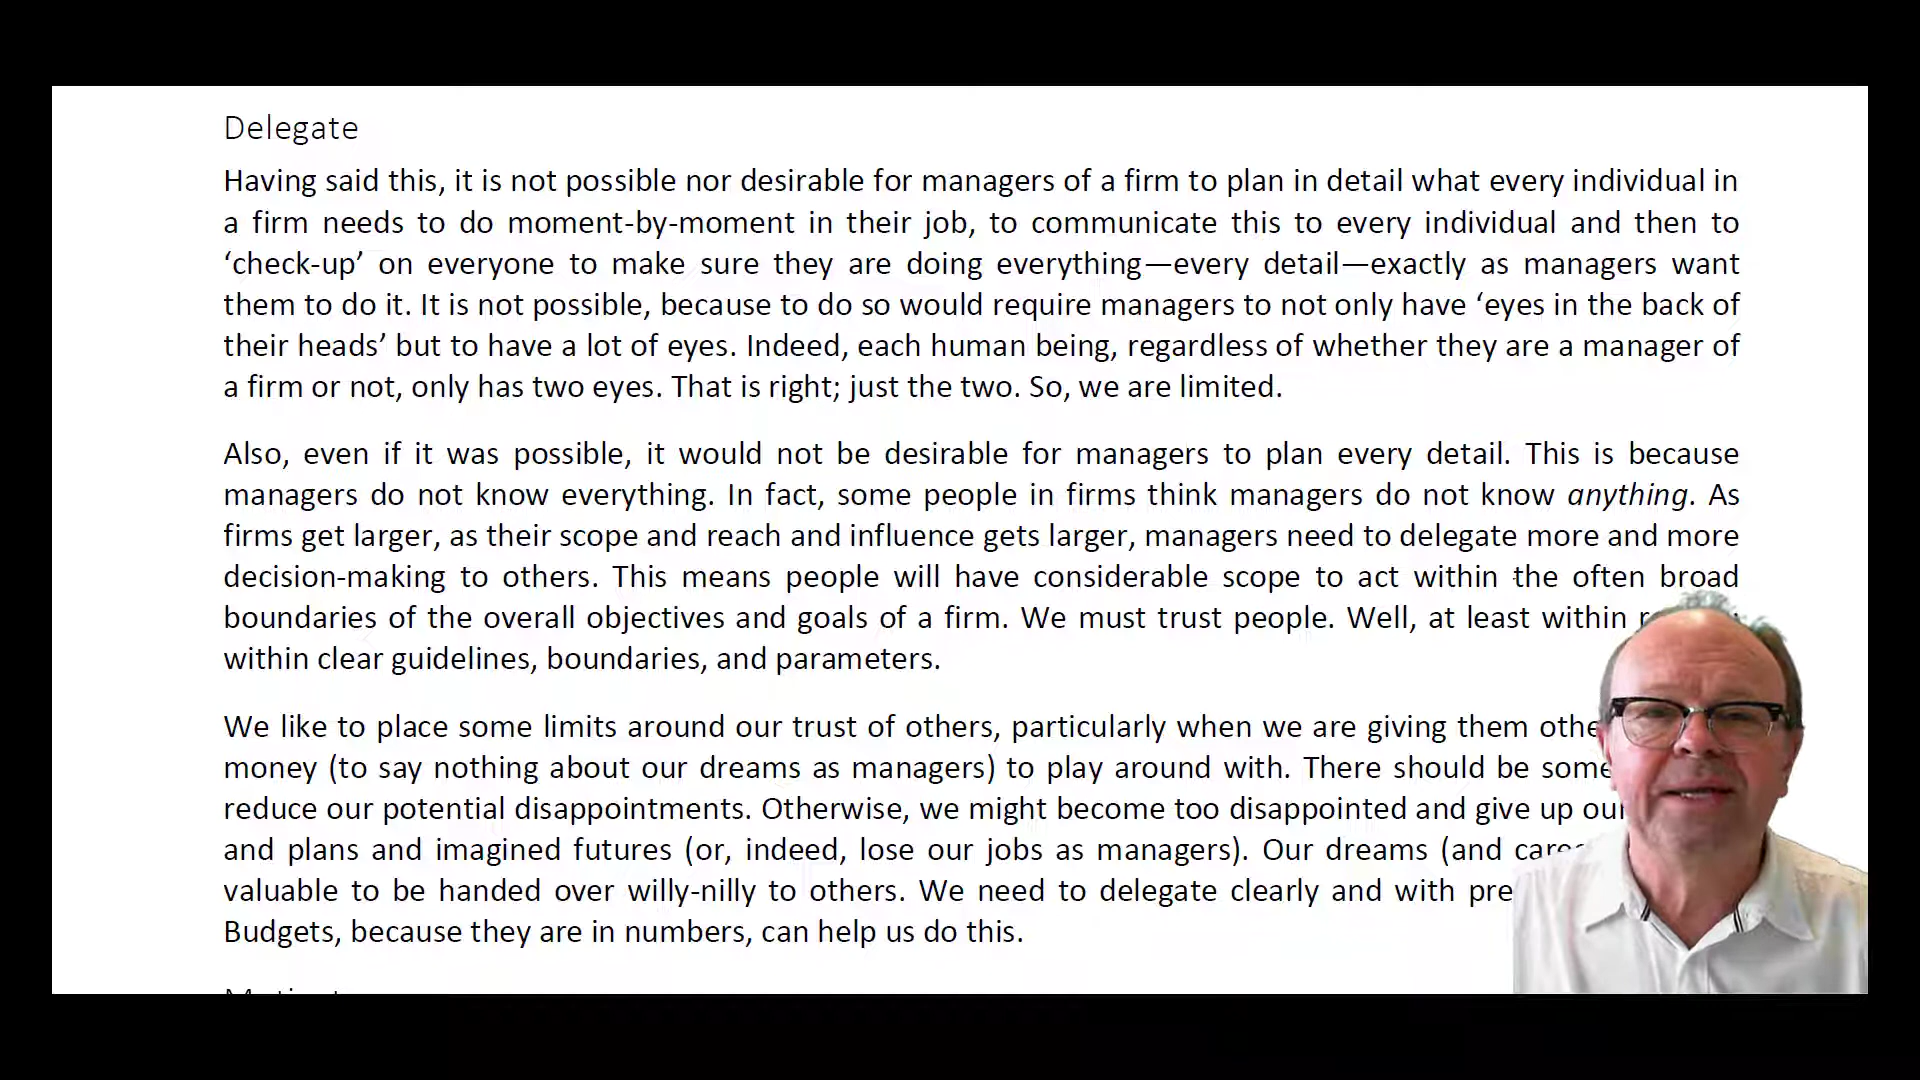 Delegate
Having said this, it is not possible nor desirable for managers of a firm to plan in detail what every individual in
a firm needs to do moment-by-moment in their job, to communicate this to every individual and then to
‘check-up’ on everyone to make sure they are doing everything—every detail—exactly as managers want
them to do it. It is not possible, because to do so would require managers to not only have ‘eyes in the back of
their heads’ but to have a lot of eyes. Indeed, each human being, regardless of whether they are a manager of
a firm or not, only has two eyes. That is right; just the two. So, we are limited.
Also, even if it was possible, it would not be desirable for managers to plan every detail. This is because
managers do not know everything. In fact, some people in firms think managers do not know anything. As
firms get larger, as their scope and reach and influence gets larger, managers need to delegate more and more
decision-making to others. This means people will have considerable scope to act within the often broad
boundaries of the overall objectives and goals of a firm. We must trust people. Well, at least within
within clear guidelines, boundaries, and parameters.
We like to place some limits around our trust of others, particularly when we are giving them
money (to say nothing about our dreams as managers) to play around with. There should be some
reduce our potential disappointments. Otherwise, we might become too disappointed and give up our
and plans and imagined futures (or, indeed, lose our jobs as managers). Our dreams (and
valuable to be handed over willy-nilly to others. We need to delegate clearly and with
Budgets, because they are in numbers, can help us do this.